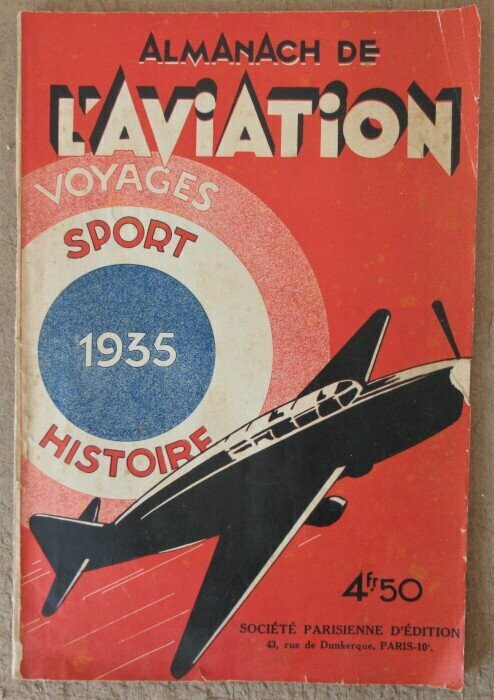 ALMANACH DE
L'AViATiON
VOYAGES
SPORT
1935
HISTOIRE
4fr50
SOCIÉTÉ PARISIENNE D'ÉDITION
43, rue de Dunkerque, PARIS-10e.